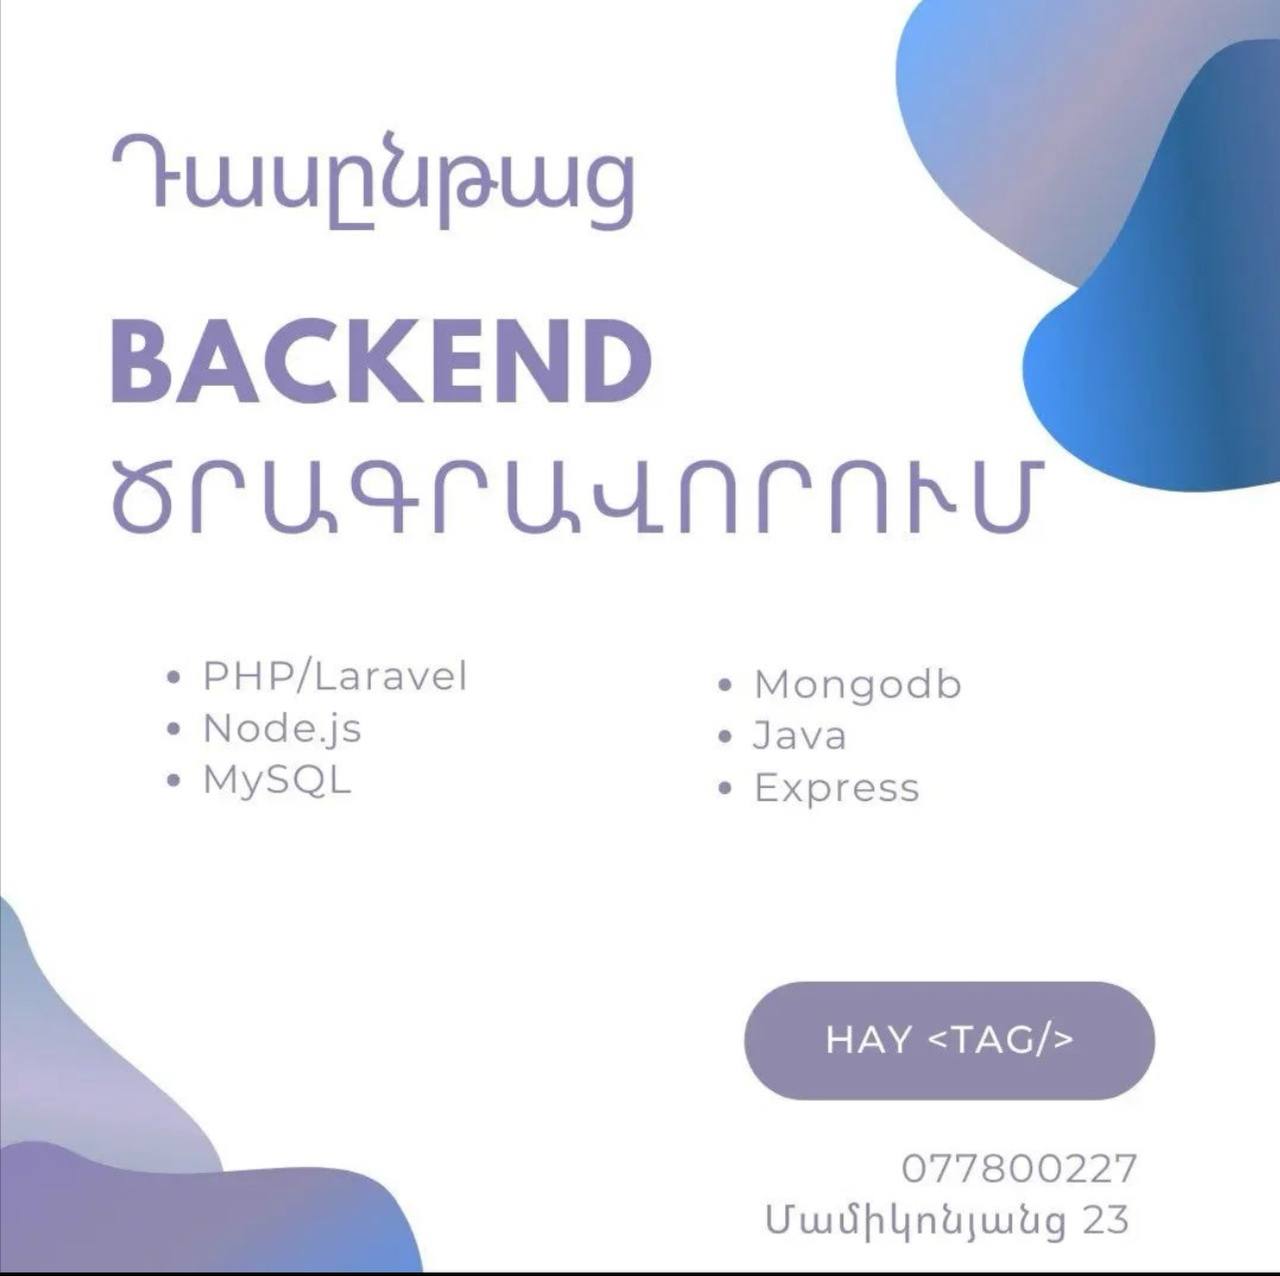 Դասընթաց
BACKEND
ԾՐԱԳՐԱՎՈՐՈՒՄ
PHP/Laravel
Node.js
MySQL
Mongodb
Java
Express
HAY <TAG/>
077800227
Մամիկոնյանց 23